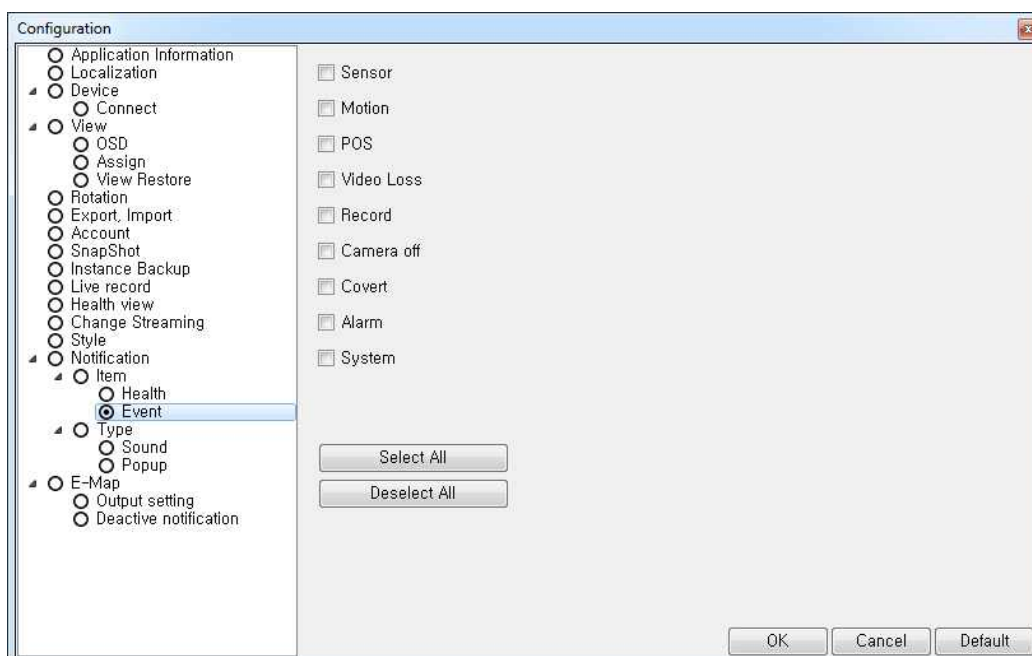 Configuration
Application Information
Localization
Device
Connect
View
OSD
Assign
View Restore
Rotation
Export, Import
Account
SnapShot
Instance Backup
Live record
Health view
Change Streaming
Style
Notification
Item
Health
Event
Type
Sound
Popup
E-Map
Output setting
Deactive notification
Sensor
Motion
POS
Video Loss
Record
Camera off
Covert
Alarm
System
Select All
Deselect All
OK
Cancel
Default